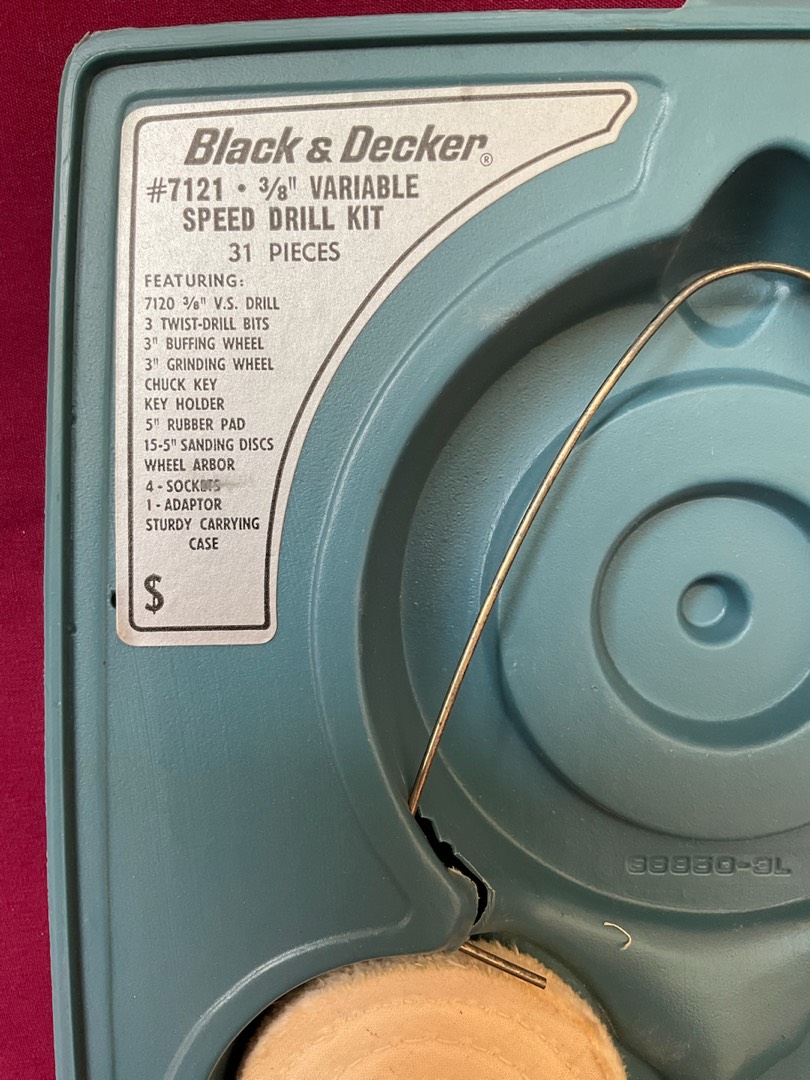 Black & Decker®
#7121 • 3/8" VARIABLE
SPEED DRILL KIT
31 PIECES
FEATURING:
7120 3/8" V.S. DRILL
3 TWIST-DRILL BITS
3" BUFFING WHEEL
3" GRINDING WHEEL
CHUCK KEY
KEY HOLDER
5" RUBBER PAD
15-5" SANDING DISCS
WHEEL ARBOR
4 - SOCKETS
1 - ADAPTOR
STURDY CARRYING
CASE
$